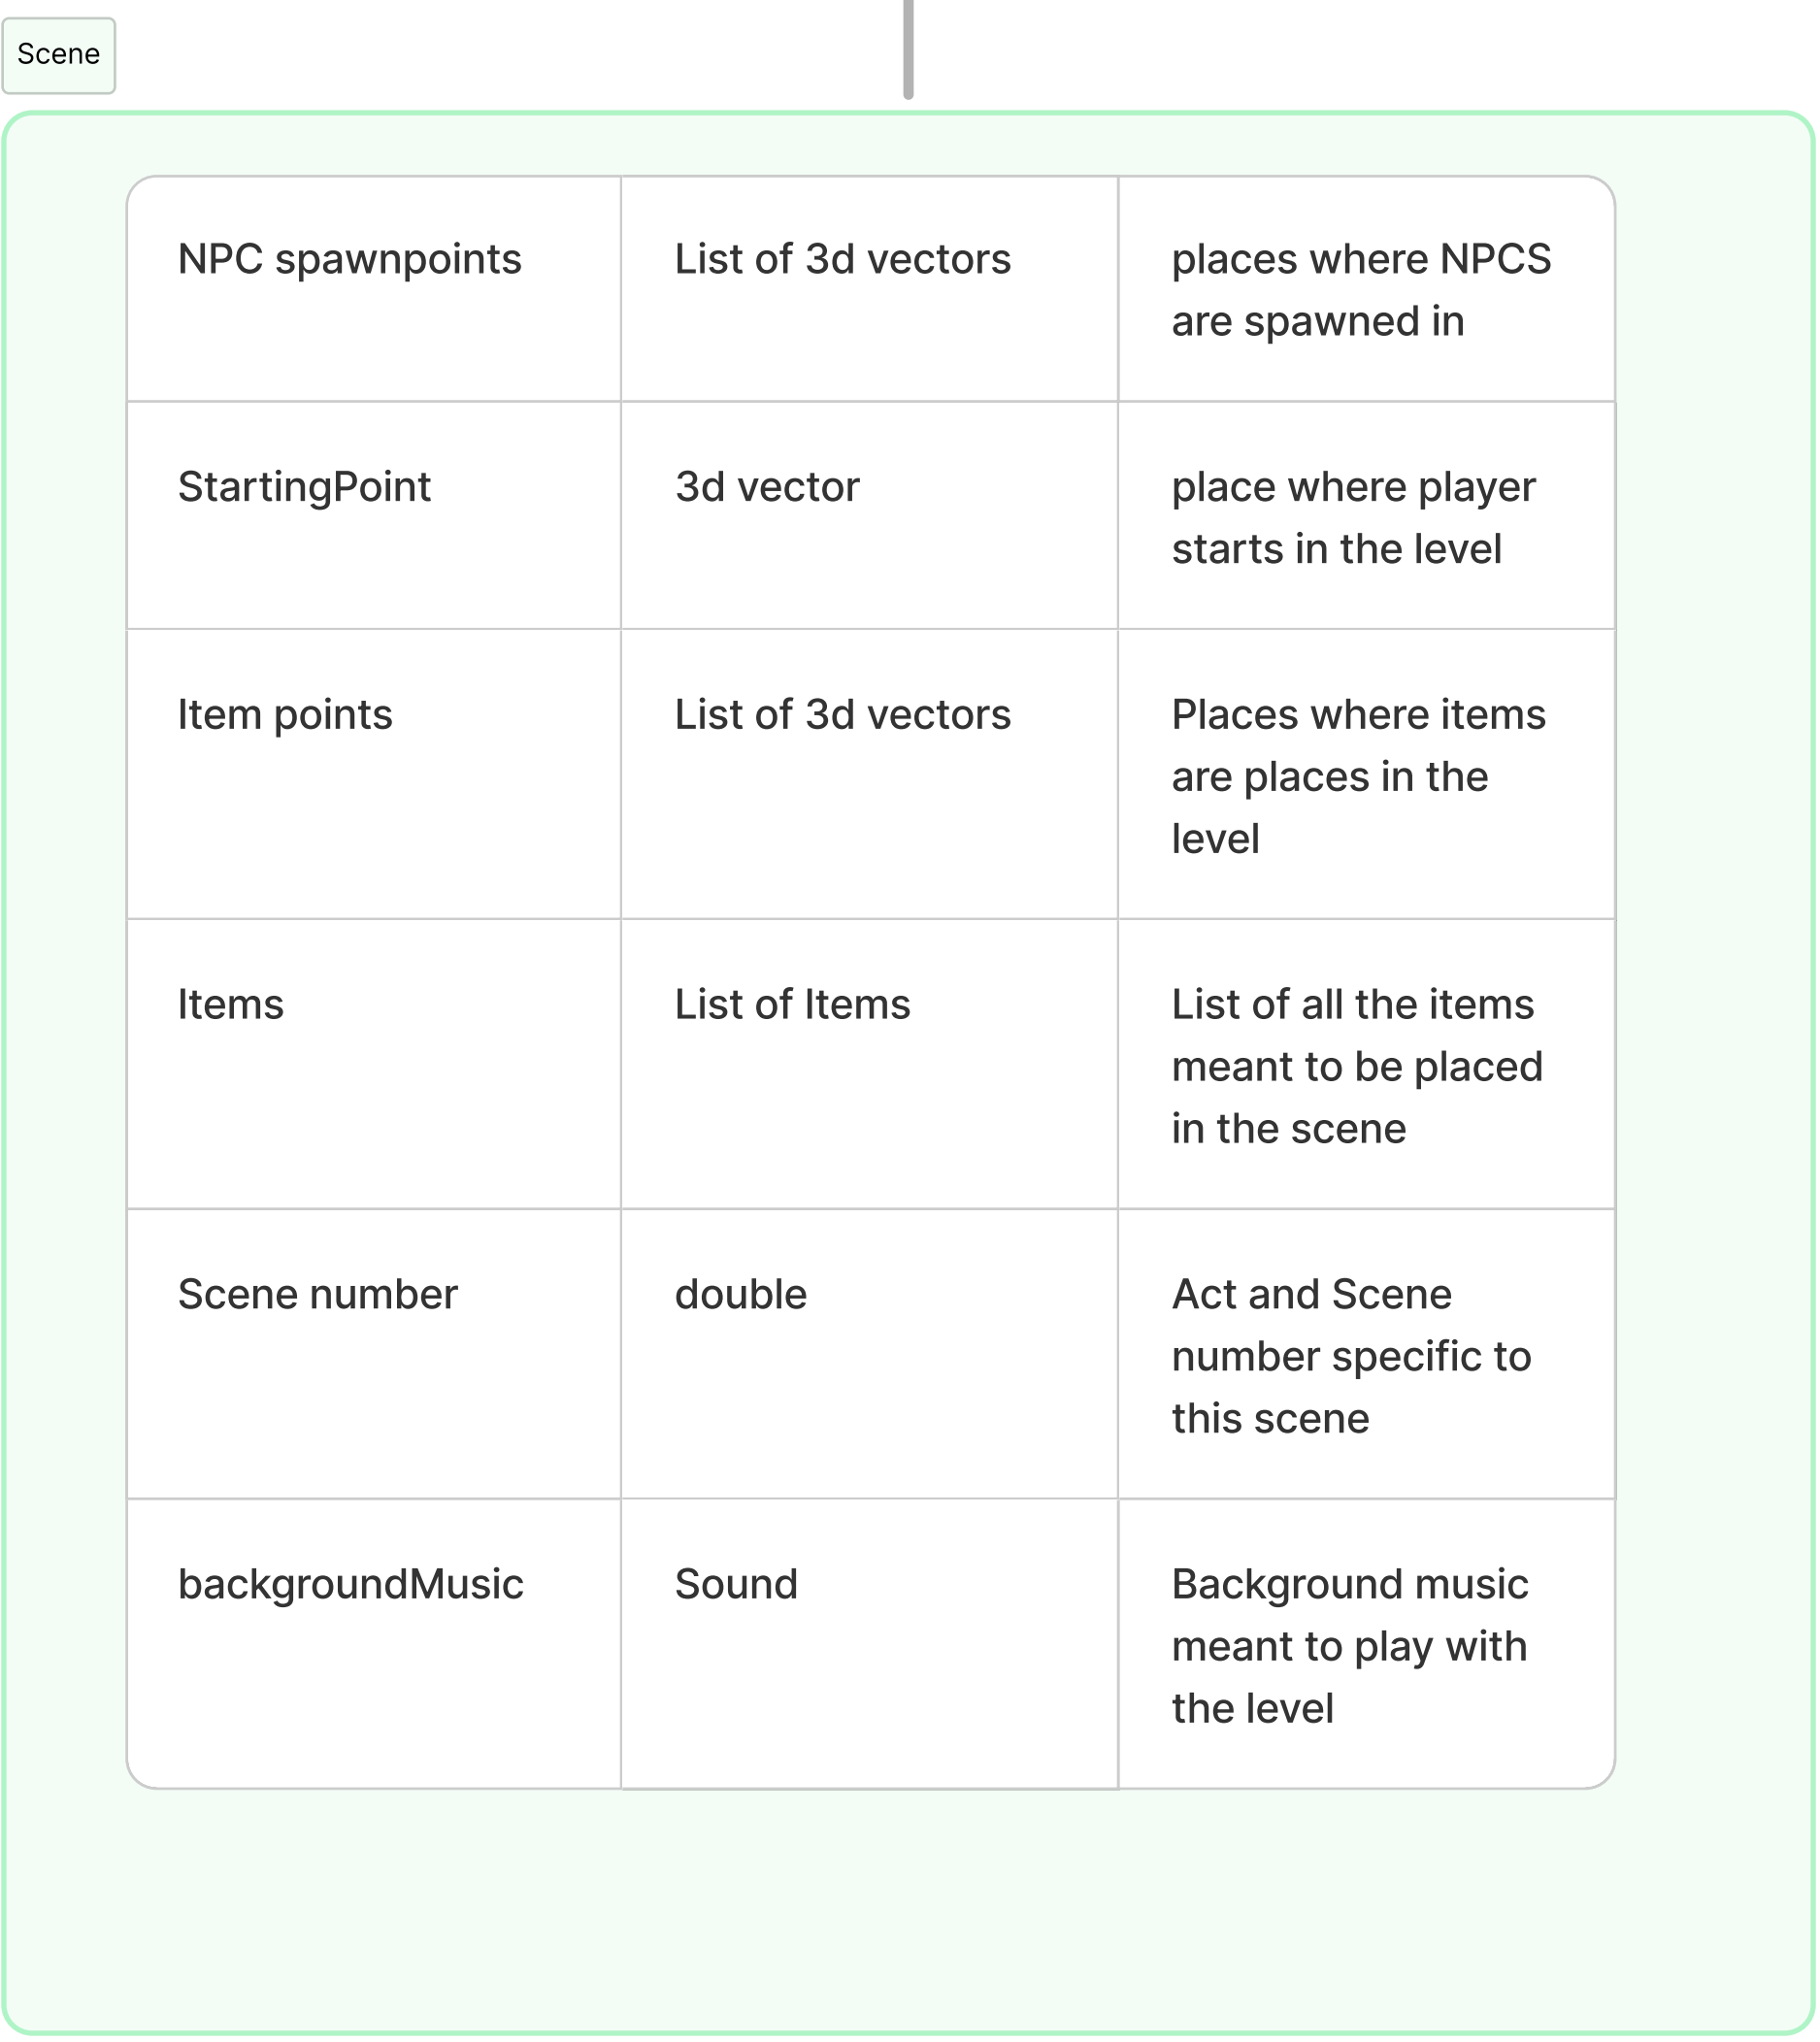 Scene
NPC spawnpoints
List of 3d vectors
places where NPCS
are spawned in
StartingPoint
3d vector
place where player
starts in the level
Item points
List of 3d vectors
Places where items
are places in the
level
Items
List of Items
List of all the items
meant to be placed
in the scene
Scene number
double
Act and Scene
number specific to
this scene
backgroundMusic
Sound
Background music
meant to play with
the level